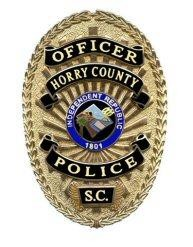 OFFICER
HORRY COUNTY
INDEPENDENT REPUBLIC
1801
POLICE
S.C.